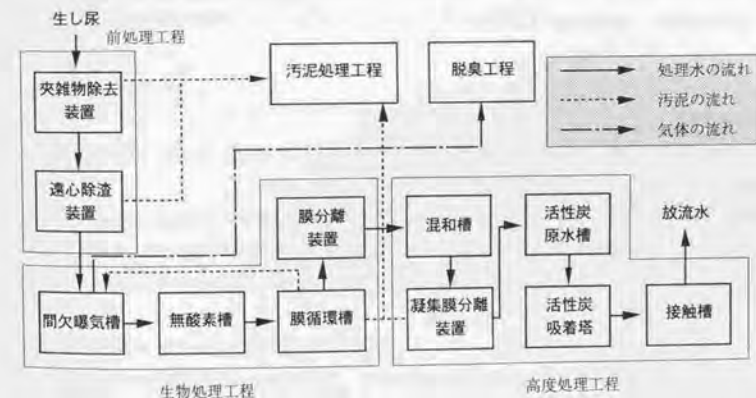 生し尿
前処理工程
夾雑物除去
装置
汚泥処理工程
脱臭工程
処理水の流れ
汚泥の流れ
気体の流れ
遠心除渣
装置
膜分離
装置
混和槽
活性炭
原水槽
放流水
間欠曝気槽
無酸素槽
膜循環槽
凝集膜分離
装置
活性炭
吸着塔
接触槽
生物処理工程
高度処理工程